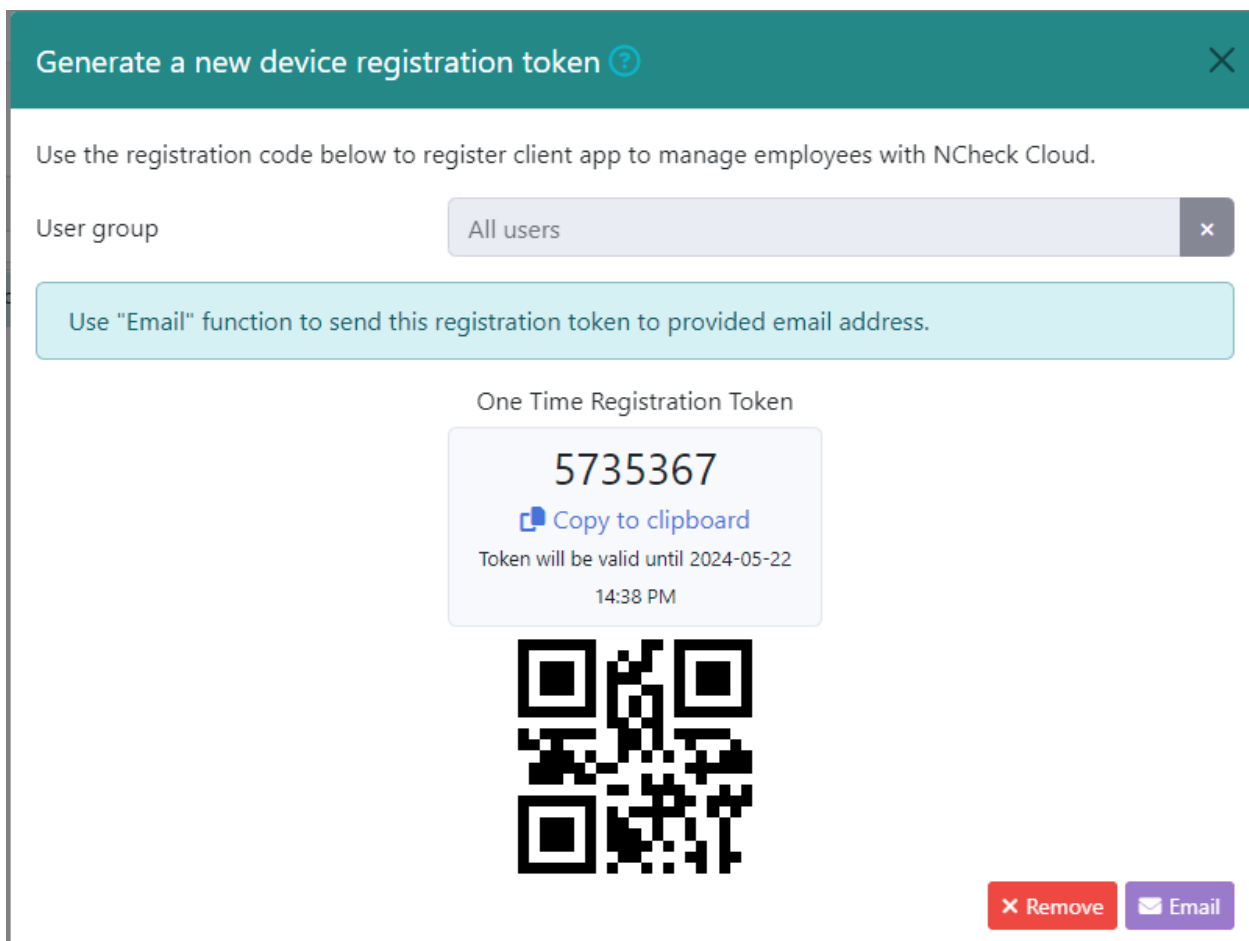 Generate a new device registration token ?
Use the registration code below to register client app to manage employees with NCheck Cloud.
User group
All users
Use "Email" function to send this registration token to provided email address.
One Time Registration Token
5735367
Copy to clipboard
Token will be valid until 2024-05-22
14:38 PM
Remove
Email